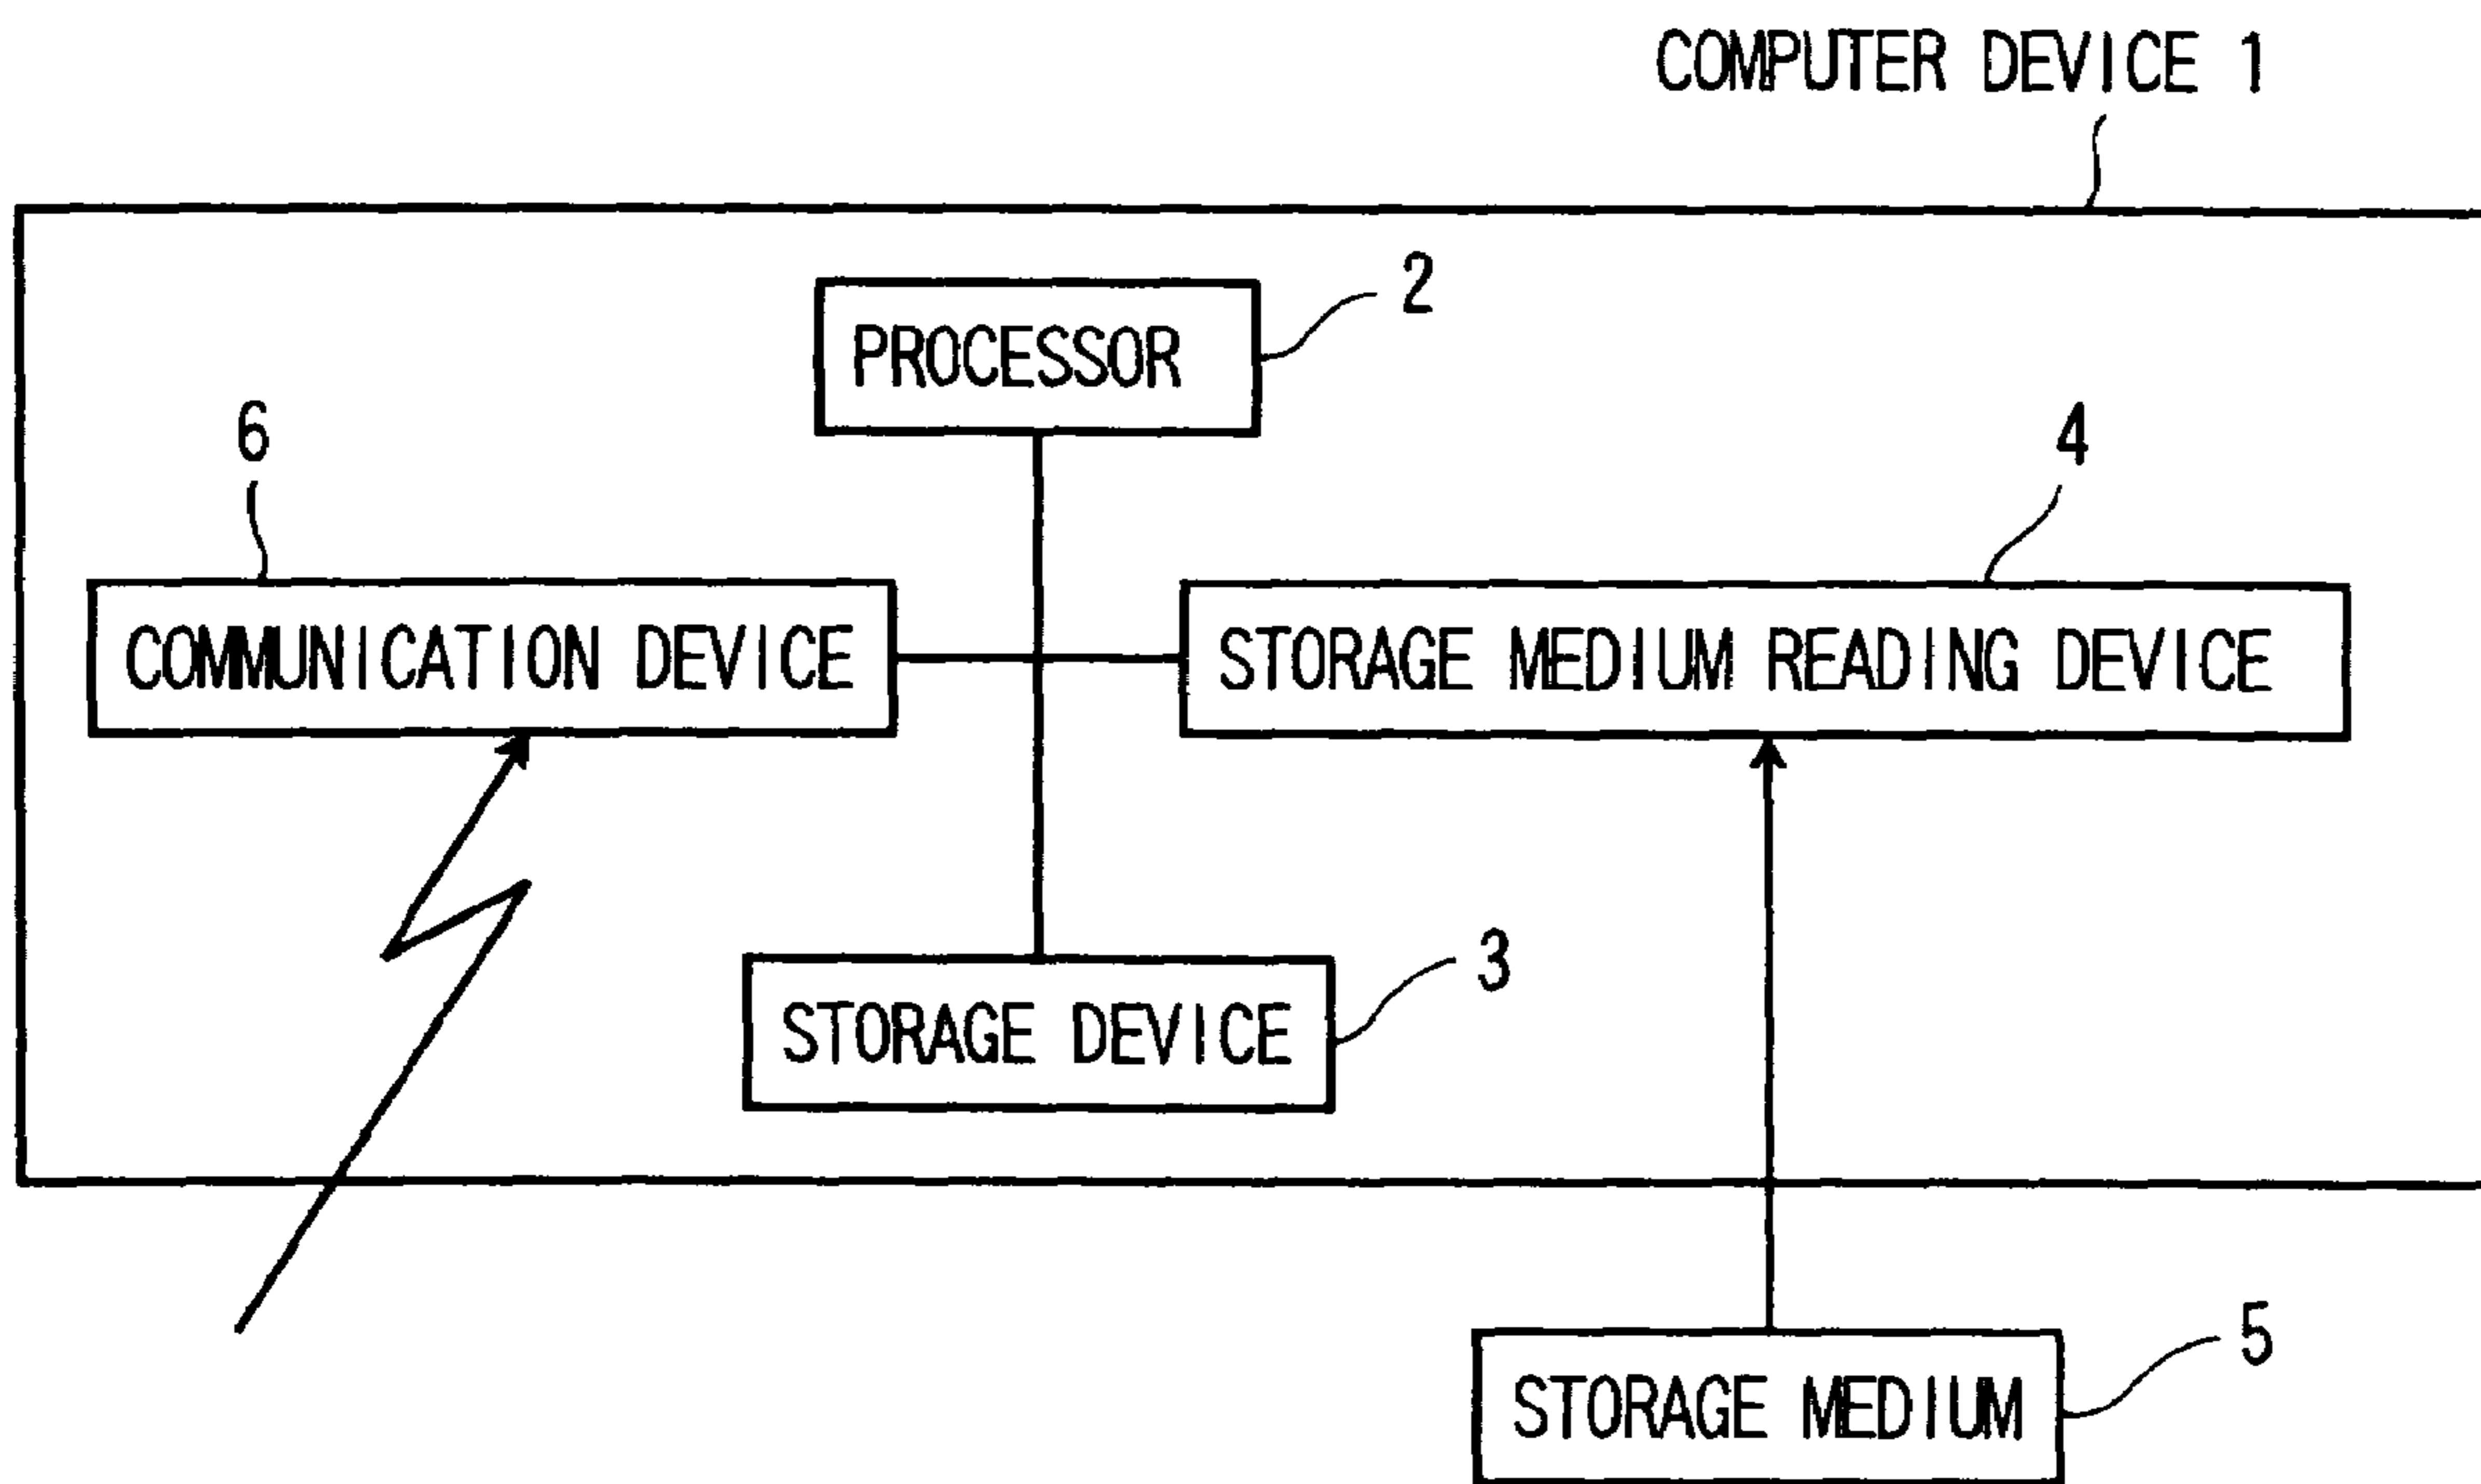 COMPUTER DEVICE 1
2
PROCESSOR
6
4
COMMUNICATION DEVICE
STORAGE MEDIUM READING DEVICE
3
STORAGE DEVICE
5
STORAGE MEDIUM